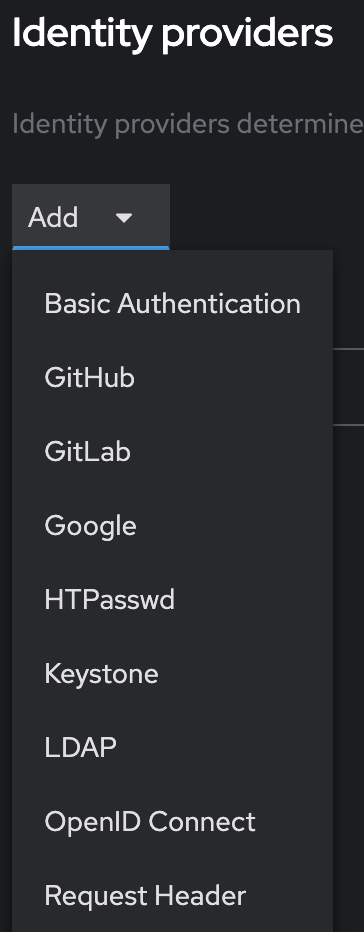 Identity providers
Identity providers determine
Add
Basic Authentication
GitHub
GitLab
Google
HTPasswd
Keystone
LDAP
OpenID Connect
Request Header